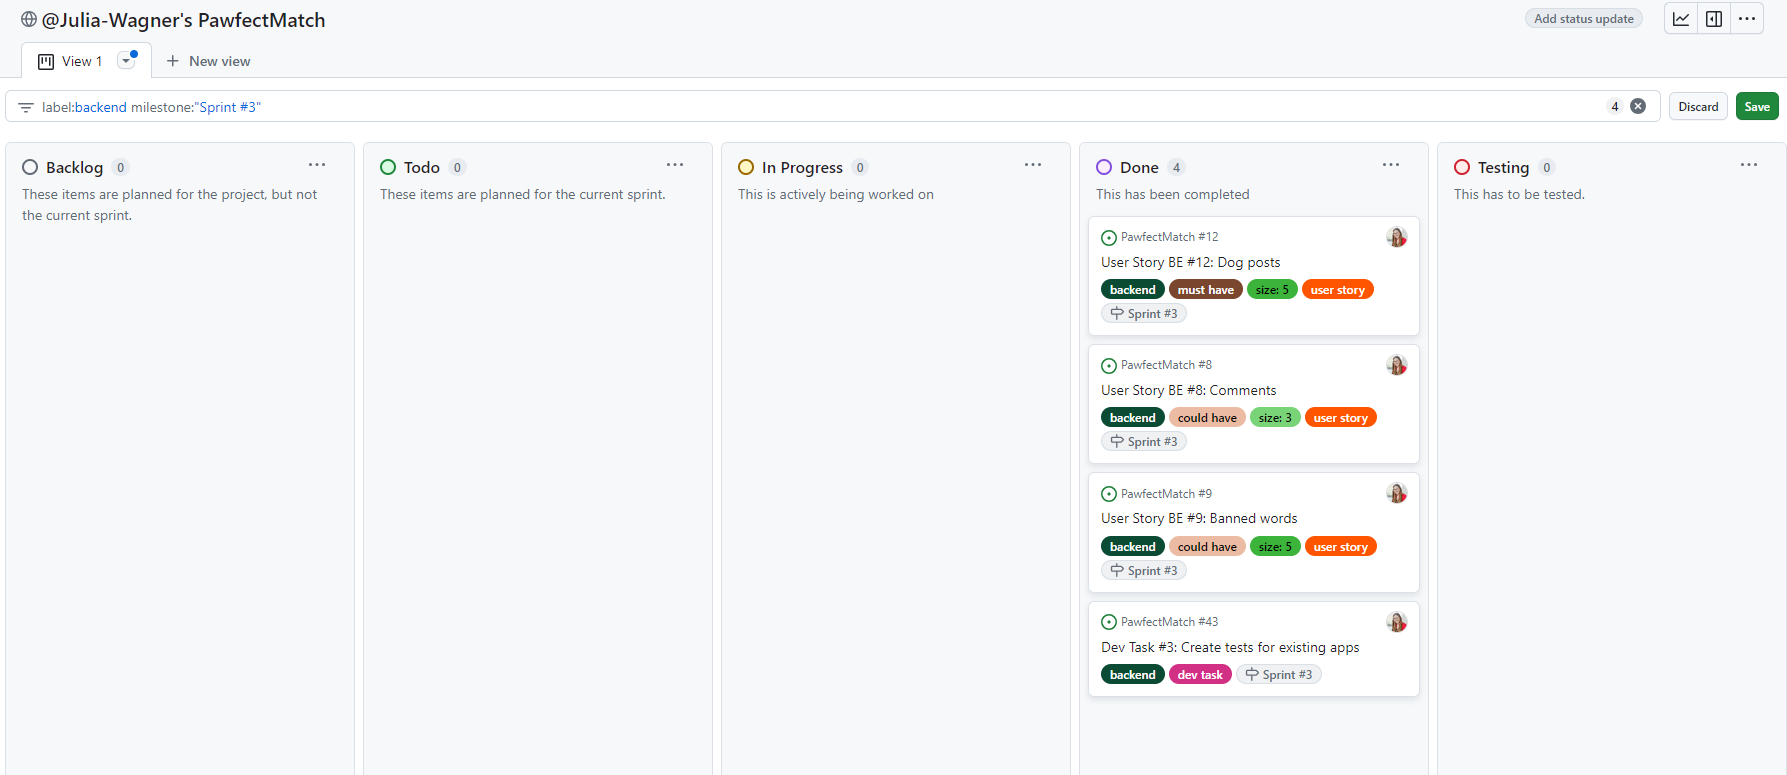 @Julia-Wagner's PawfectMatch
Add status update
View 1
New view
label:backend milestone:"Sprint #3"
4
Discard
Save
Backlog 0
These items are planned for the project, but not
the current sprint.
Todo 0
These items are planned for the current sprint.
In Progress 0
This is actively being worked on
Done 4
This has been completed
PawfectMatch #12
User Story BE #12: Dog posts
backend must have size: 5 user story
Sprint #3
PawfectMatch #8
User Story BE #8: Comments
backend could have size: 3 user story
Sprint #3
PawfectMatch #9
User Story BE #9: Banned words
backend could have size: 5 user story
Sprint #3
PawfectMatch #43
Dev Task #3: Create tests for existing apps
backend dev task Sprint #3
Testing 0
This has to be tested.